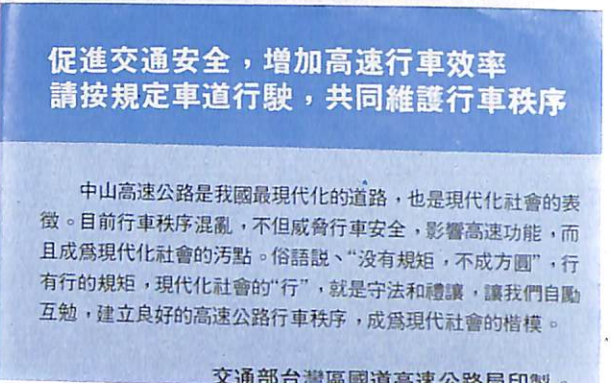 促進交通安全，增加高速行車效率
請按規定車道行駛，共同維護行車秩序
中山高速公路是我國最現代化的道路，也是現代化社會的表
徵。目前行車秩序混亂，不但威脅行車安全，影響高速功能，而
且成爲現代化社會的汚點。俗語説、“没有規矩，不成方圓”，行
有行的規矩，現代化社會的“行”，就是守法和禮讓，讓我們自勵
互勉，建立良好的高速公路行車秩序，成爲現代社會的楷模。
交通部台灣區國道高速公路局印製。